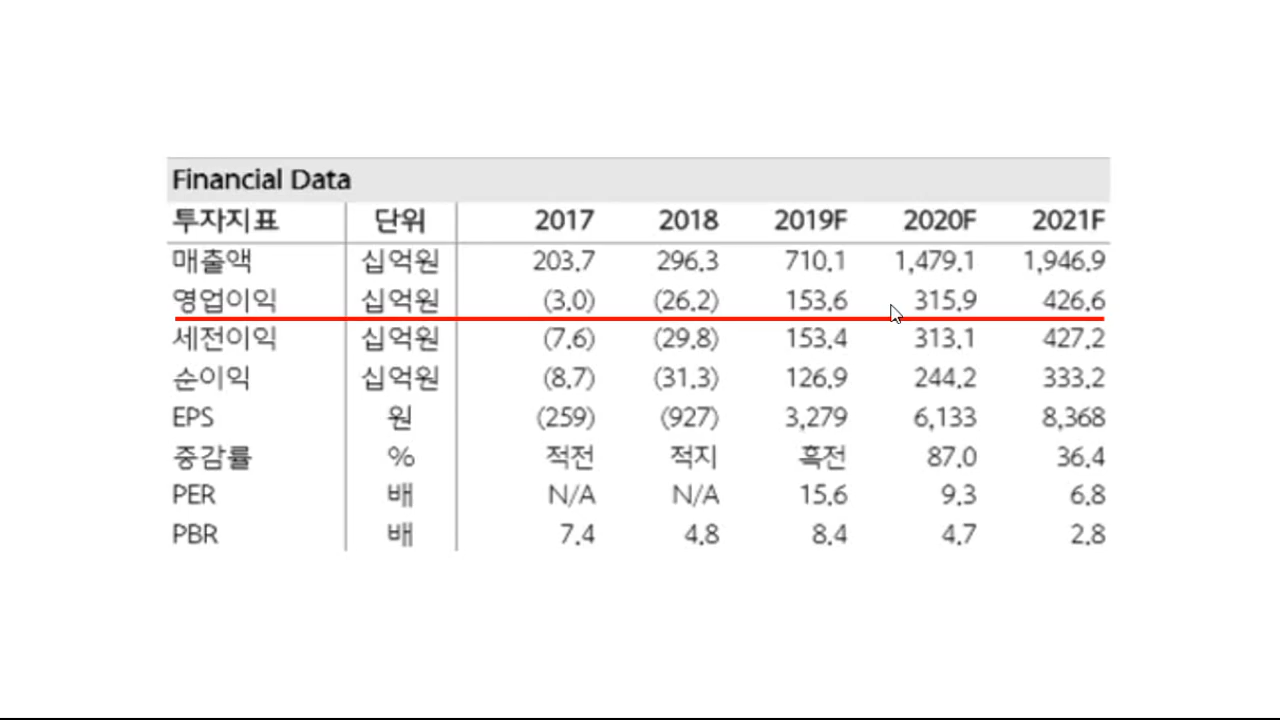 Financial Data
투자지표 단위 2017 2018 2019F 2020F 2021F
매출액 십억원 203.7 296.3 710.1 1,479.1 1,946.9
영업이익 십억원 (3.0) (26.2) 153.6 315.9 426.6
세전이익 십억원 (7.6) (29.8) 153.4 313.1 427.2
순이익 십억원 (8.7) (31.3) 126.9 244.2 333.2
EPS 원 (259) (927) 3,279 6,133 8,368
증감률 % 적전 적지 흑전 87.0 36.4
PER 배 N/A N/A 15.6 9.3 6.8
PBR 배 7.4 4.8 8.4 4.7 2.8